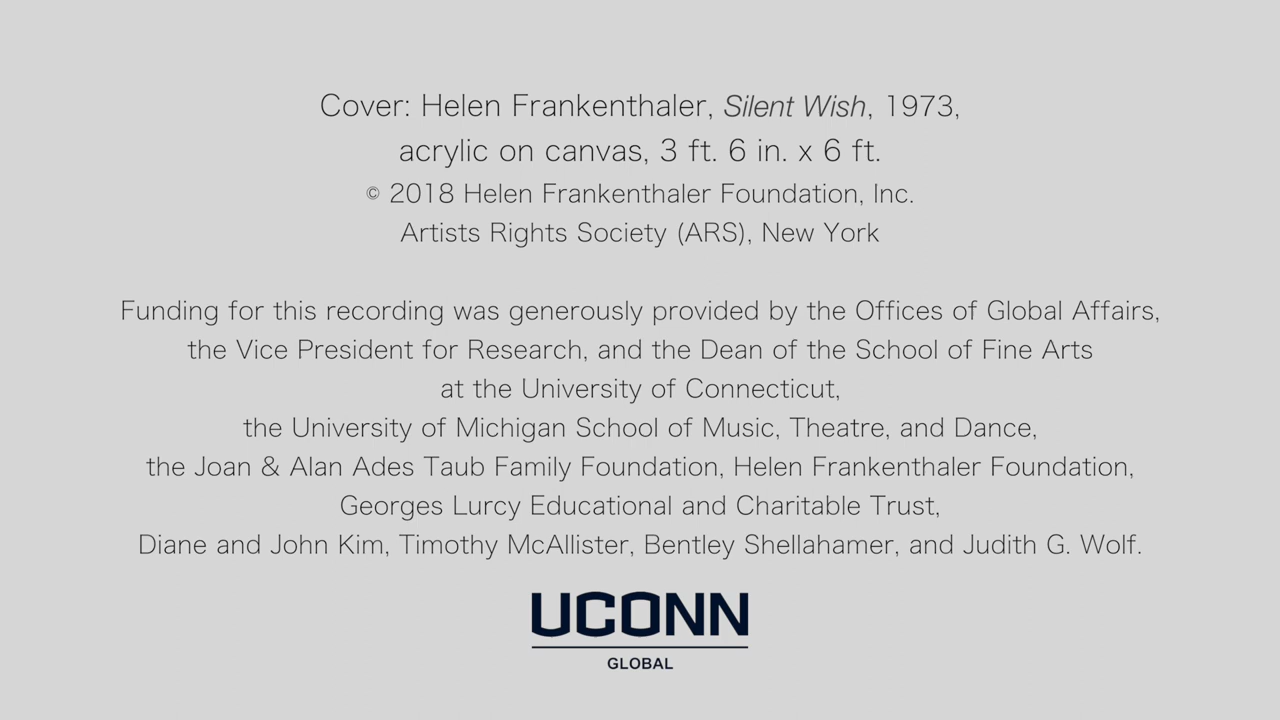 Cover: Helen Frankenthaler, Silent Wish, 1973,
acrylic on canvas, 3 ft. 6 in. x 6 ft.
© 2018 Helen Frankenthaler Foundation, Inc.
Artists Rights Society (ARS), New York
Funding for this recording was generously provided by the Offices of Global Affairs,
the Vice President for Research, and the Dean of the School of Fine Arts
at the University of Connecticut,
the University of Michigan School of Music, Theatre, and Dance,
the Joan & Alan Ades Taub Family Foundation, Helen Frankenthaler Foundation,
Georges Lurcy Educational and Charitable Trust,
Diane and John Kim, Timothy McAllister, Bentley Shellahamer, and Judith G. Wolf.
UCONN
GLOBAL